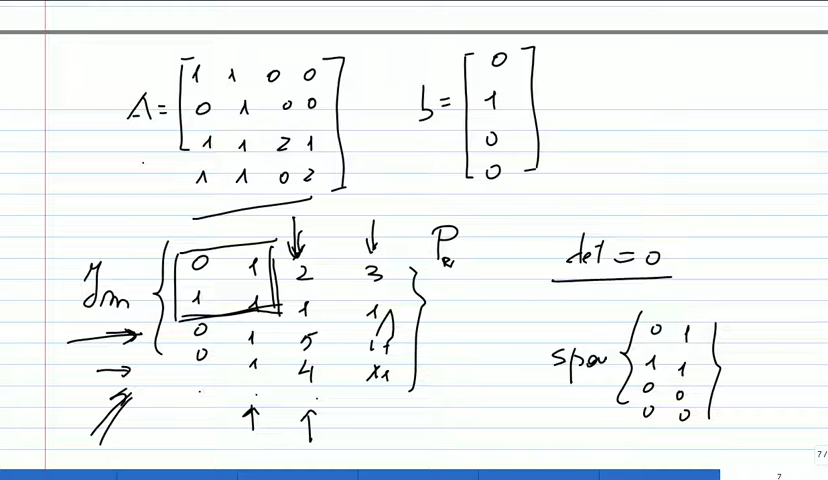 A = [ 1 1 0 0
0 1 0 0
1 1 2 1
1 1 0 2 ]
b = [ 0
1
0
0 ]
Im { 0 1 2 3
1 1 1 1
0 1 5
0 1 4 11 } P_R
det = 0
span { 0 1
1 1
0 0
0 0 }
7 /
7